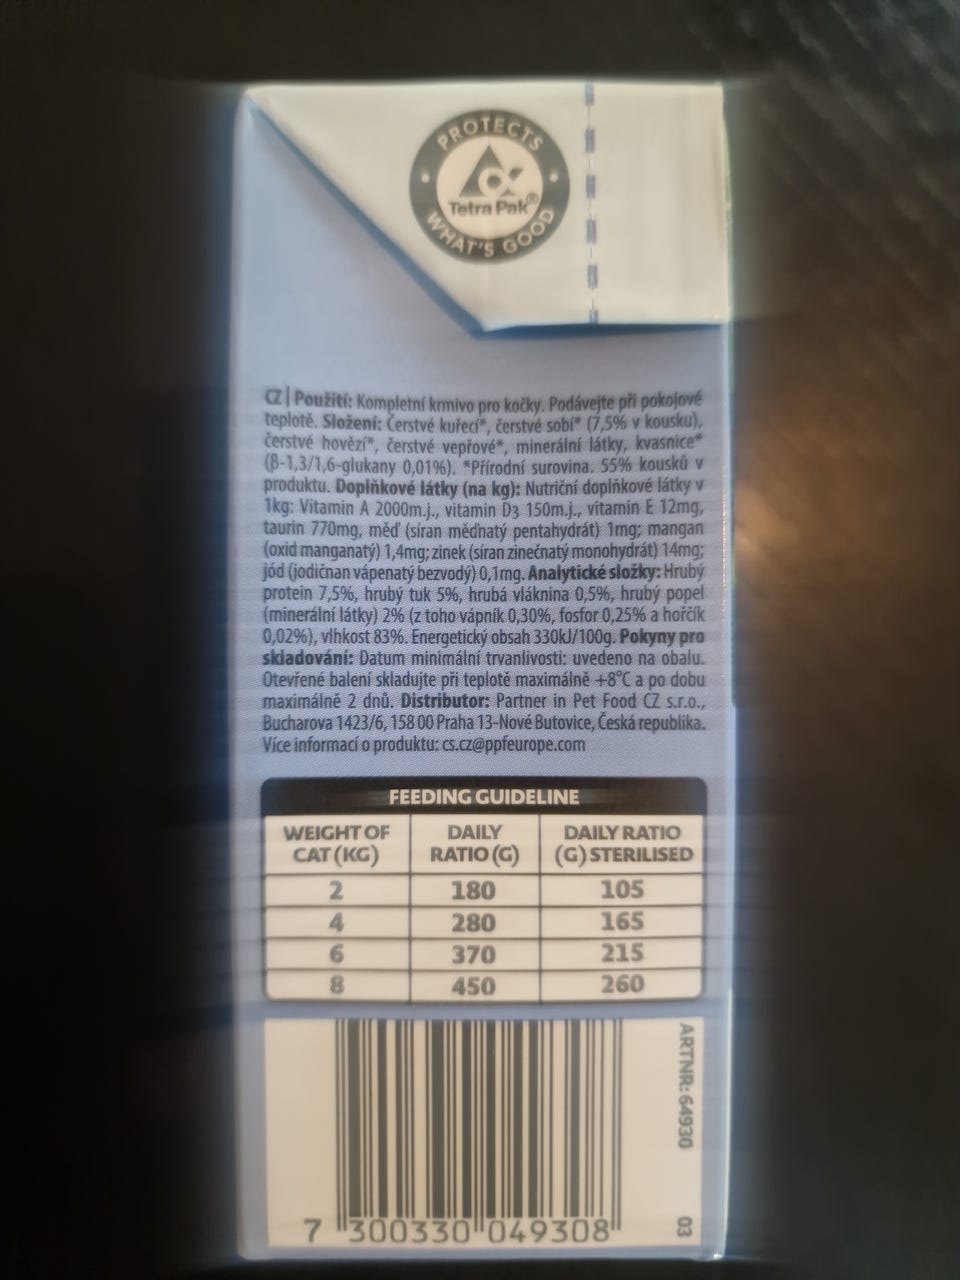 PROTECTS
Tetra Pak®
WHAT'S GOOD
CZ | Použití: Kompletní krmivo pro kočky. Podávejte při pokojové
teplotě. Složení: Čerstvé kuřecí*, čerstvé sobí* (7,5% v kousku),
čerstvé hovězí*, čerstvé vepřové*, minerální látky, kvasnice*
(β-1,3/1,6-glukany 0,01%). *Přírodní surovina. 55% kousků v
produktu. Doplňkové látky (na kg): Nutriční doplňkové látky v
1kg: Vitamin A 2000m.j., vitamin D3 150m.j., vitamin E 12mg,
taurin 770mg, měď (síran měďnatý pentahydrát) 1mg; mangan
(oxid manganatý) 1,4mg; zinek (síran zinečnatý monohydrát) 14mg;
jód (jodičnan vápenatý bezvodý) 0,1mg. Analytické složky: Hrubý
protein 7,5%, hrubý tuk 5%, hrubá vláknina 0,5%, hrubý popel
(minerální látky) 2% (z toho vápník 0,30%, fosfor 0,25% a hořčík
0,02%), vlhkost 83%. Energetický obsah 330kJ/100g. Pokyny pro
skladování: Datum minimální trvanlivosti: uvedeno na obalu.
Otevřené balení skladujte při teplotě maximálně +8°C a po dobu
maximálně 2 dnů. Distributor: Partner in Pet Food CZ s.r.o.,
Bucharova 1423/6, 158 00 Praha 13-Nové Butovice, Česká republika.
Více informací o produktu: cs.cz@ppfeurope.com
FEEDING GUIDELINE
WEIGHT OF CAT (KG) DAILY RATIO (G) DAILY RATIO (G) STERILISED
2 180 105
4 280 165
6 370 215
8 450 260
ARTNR: 64930
03
7 300330 049308